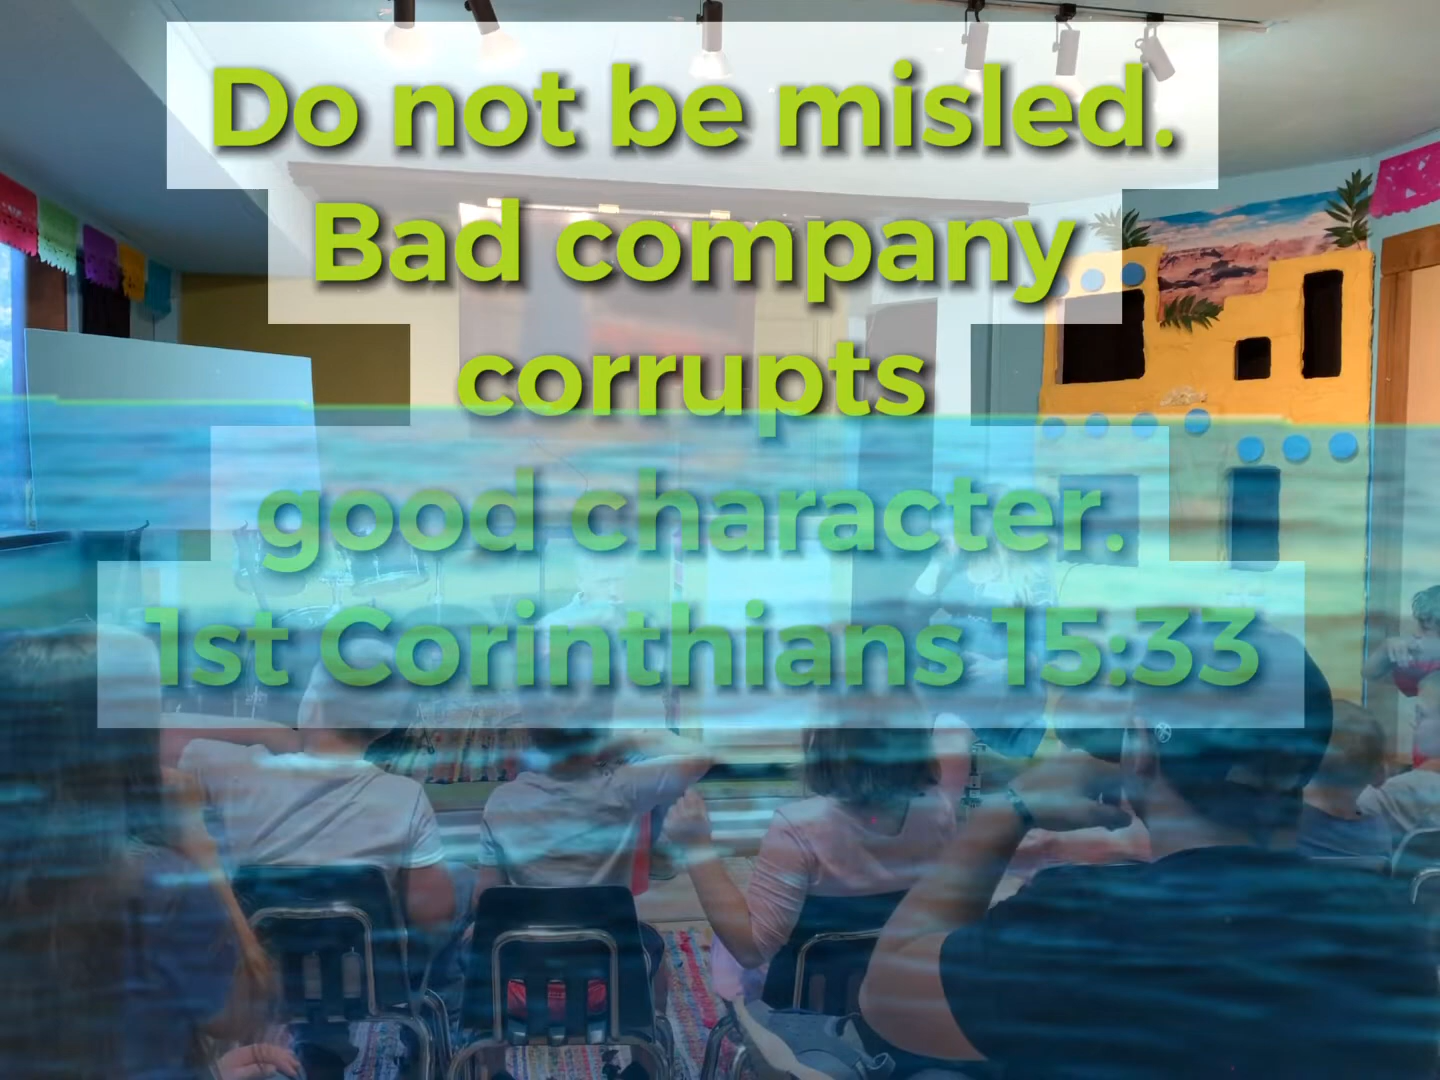 Do not be misled.
Bad company
corrupts
good character.
1st Corinthians 15:33